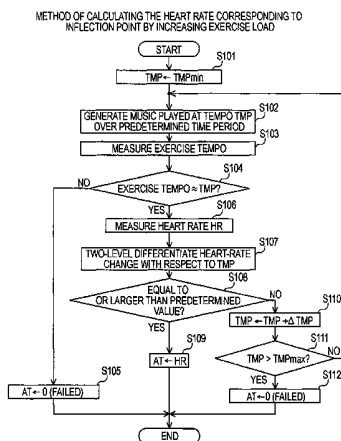 METHOD OF CALCULATING THE HEART RATE CORRESPONDING TO
INFLECTION POINT BY INCREASING EXERCISE LOAD
START
S101
TMP←TMPmin
S102
GENERATE MUSIC PLAYED AT TEMPO TMP
OVER PREDETERMINED TIME PERIOD
S103
MEASURE EXERCISE TEMPO
S104
NO
EXERCISE TEMPO≈TMP?
YES
S106
MEASURE HEART RATE HR
S107
TWO-LEVEL DIFFERENTIATE HEART-RATE
CHANGE WITH RESPECT TO TMP
S108
EQUAL TO
OR LARGER THAN PREDETERMINED
VALUE?
NO
S110
TMP←TMP+Δ TMP
YES
S109
AT←HR
S111
TMP > TMPmax?
NO
YES
S105
AT←0 (FAILED)
S112
AT←0 (FAILED)
END